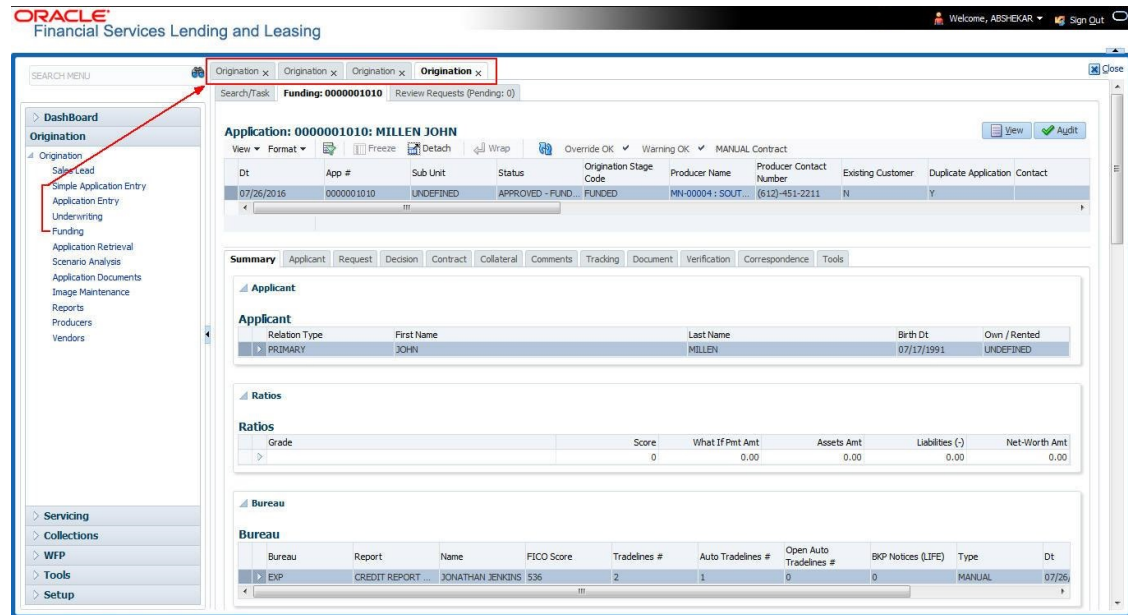 ORACLE
Financial Services Lending and Leasing
Welcome, ABSHEKAR Sign Out
SEARCH MENU
Origination x Origination x Origination x Origination x
Close
Search/Task Funding: 0000001010 Review Requests (Pending: 0)
DashBoard
Origination
Origination
Sales Lead
Simple Application Entry
Application Entry
Underwriting
Funding
Application Retrieval
Scenario Analysis
Application Documents
Image Maintenance
Reports
Producers
Vendors
Servicing
Collections
WFP
Tools
Setup
Application: 0000001010: MILLEN JOHN
View Audit
View Format Freeze Detach Wrap Override OK Warning OK MANUAL Contract
Dt App # Sub Unit Status Origination Stage Code Producer Name Producer Contact Number Existing Customer Duplicate Application Contact
07/26/2016 0000001010 UNDEFINED APPROVED - FUND... FUNDED MN-00004 : SOUT... (612)-451-2211 N Y
Summary Applicant Request Decision Contract Collateral Comments Tracking Document Verification Correspondence Tools
Applicant
Applicant
Relation Type First Name Last Name Birth Dt Own / Rented
PRIMARY JOHN MILLEN 07/17/1991 UNDEFINED
Ratios
Ratios
Grade Score What If Pmt Amt Assets Amt Liabilities (-) Net-Worth Amt
0 0.00 0.00 0.00 0.00
Bureau
Bureau
Bureau Report Name FICO Score Tradelines # Auto Tradelines # Open Auto Tradelines # BKP Notices (LIFE) Type Dt
EXP CREDIT REPORT ... JONATHAN JENKINS 536 2 1 0 0 MANUAL 07/26/